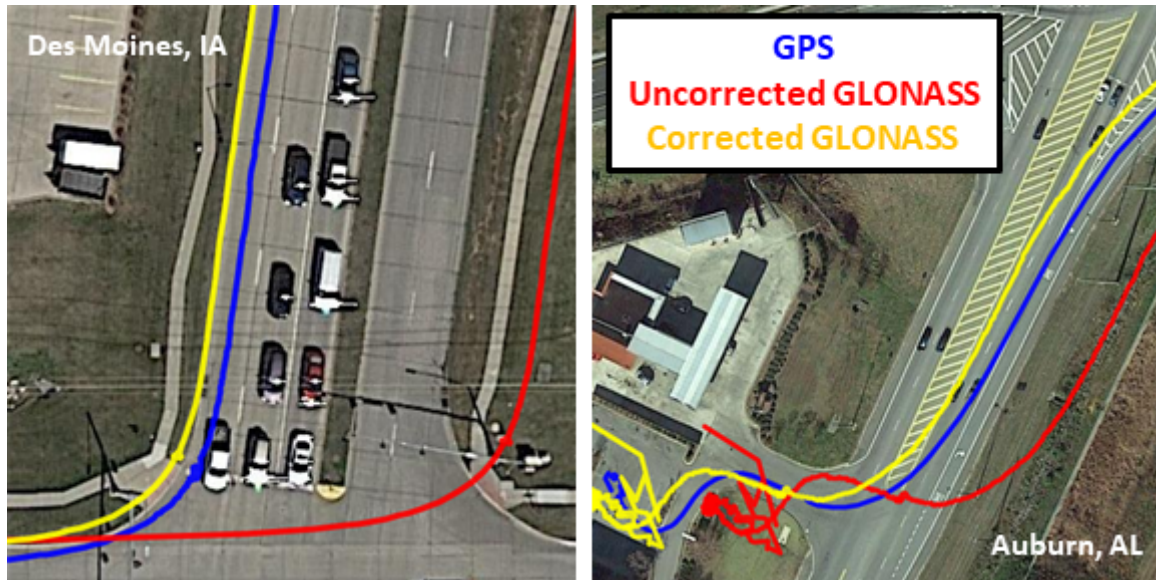 Des Moines, IA
GPS
Uncorrected GLONASS
Corrected GLONASS
Auburn, AL